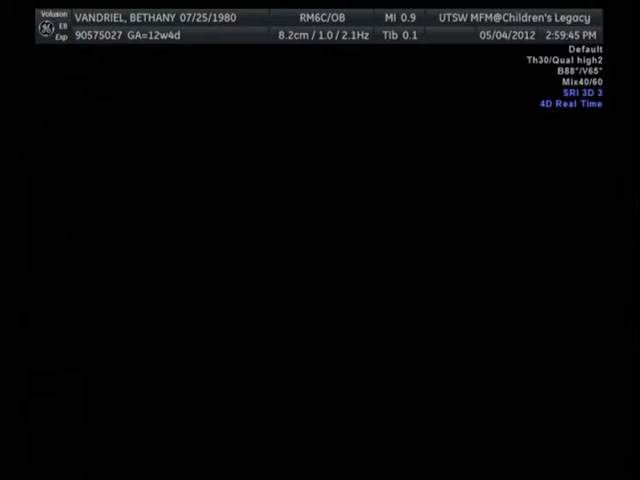 Voluson E8 Exp
VANDRIEL, BETHANY 07/25/1980 RM6C/OB MI 0.9 UTSW MFM@Children's Legacy
90575027 GA=12w4d 8.2cm / 1.0 / 2.1Hz TIb 0.1 05/04/2012 2:59:45 PM
Default
Th30/Qual high2
B88°/V65°
Mix40/60
SRI 3D 3
4D Real Time